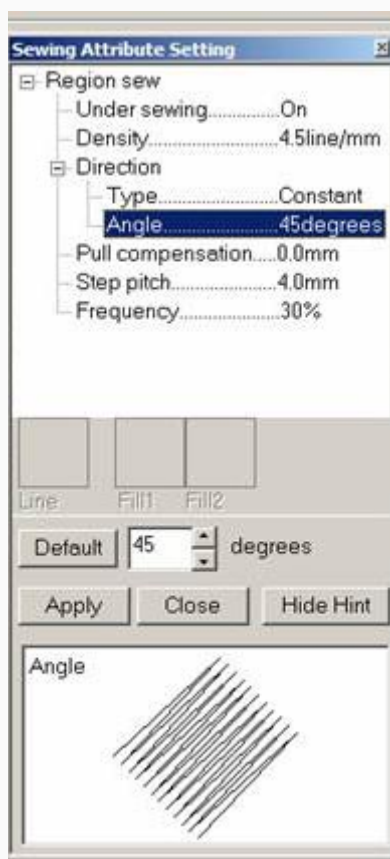 Sewing Attribute Setting
Region sew
Under sewing..............On
Density......................4.5line/mm
Direction
Type......................Constant
Angle.....................45degrees
Pull compensation....0.0mm
Step pitch..................4.0mm
Frequency.................30%
Line Fill1 Fill2
Default 45 degrees
Apply Close Hide Hint
Angle